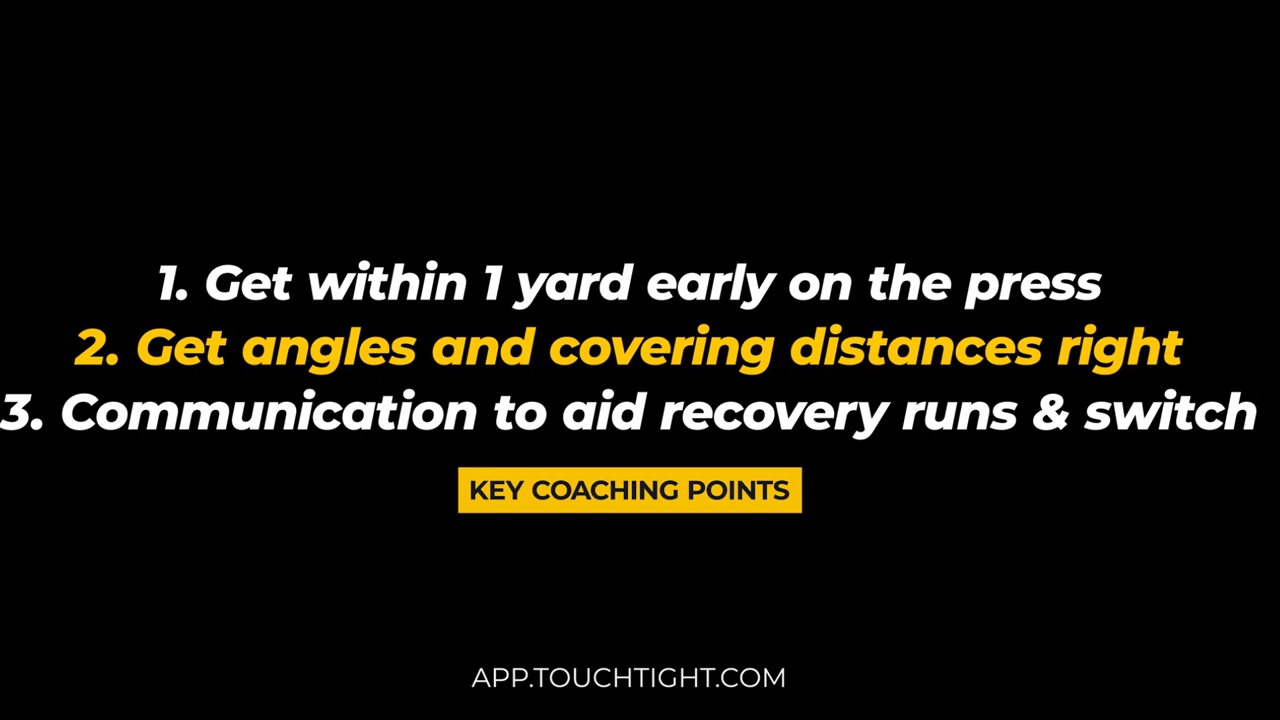 1. Get within 1 yard early on the press
2. Get angles and covering distances right
3. Communication to aid recovery runs & switch
KEY COACHING POINTS
APP.TOUCHTIGHT.COM